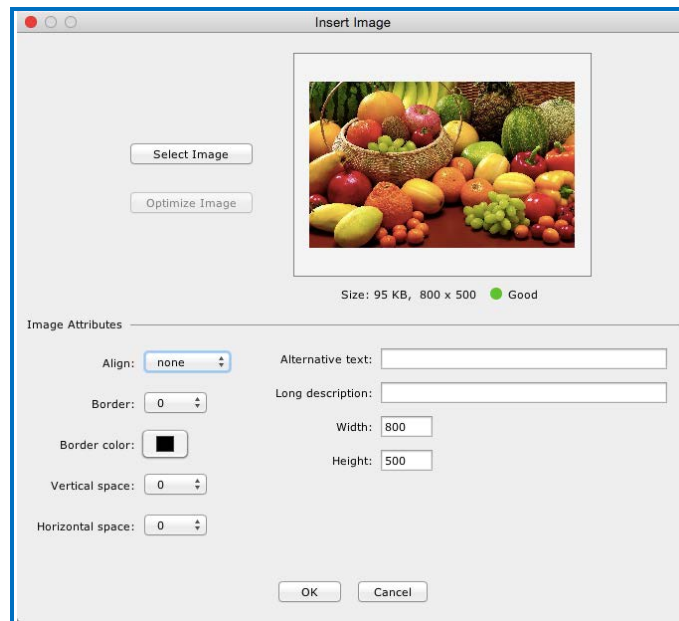 Insert Image
Select Image
Optimize Image
Size: 95 KB, 800 x 500 Good
Image Attributes
Align: none
Alternative text:
Border: 0
Long description:
Border color:
Width: 800
Vertical space: 0
Height: 500
Horizontal space: 0
OK Cancel